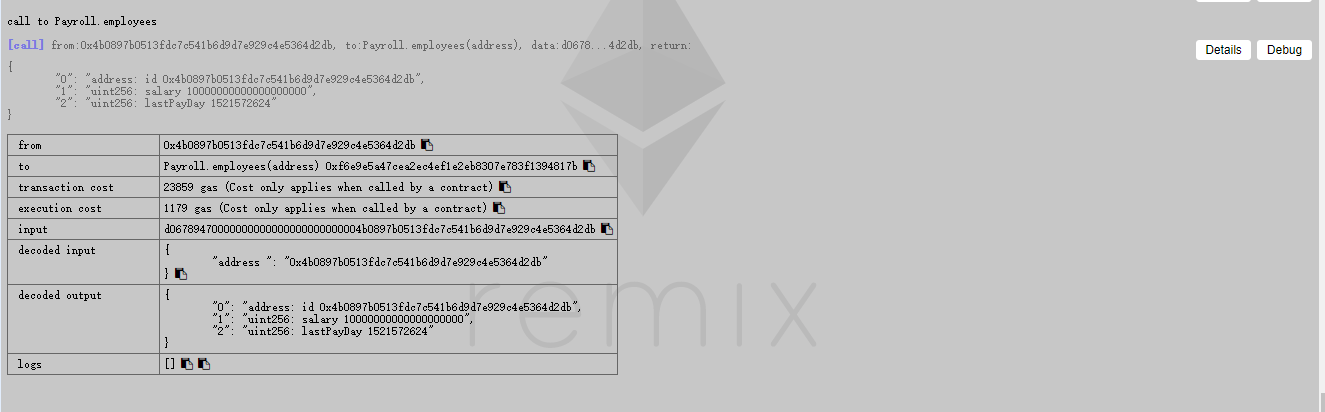 call to Payroll.employees
[call] from:0x4b0897b0513fdc7c541b6d9d7e929c4e5364d2db, to:Payroll.employees(address), data:d0678...4d2db, return:
Details
Debug
{
"0": "address: id 0x4b0897b0513fdc7c541b6d9d7e929c4e5364d2db",
"1": "uint256: salary 10000000000000000000",
"2": "uint256: lastPayDay 1521572624"
}
from 0x4b0897b0513fdc7c541b6d9d7e929c4e5364d2db
to Payroll.employees(address) 0xf6e9e5a47cea2ec4ef1e2eb8307e783f1394817b
transaction cost 23859 gas (Cost only applies when called by a contract)
execution cost 1179 gas (Cost only applies when called by a contract)
input d06789470000000000000000000000004b0897b0513fdc7c541b6d9d7e929c4e5364d2db
decoded input {
"address ": "0x4b0897b0513fdc7c541b6d9d7e929c4e5364d2db"
}
decoded output {
"0": "address: id 0x4b0897b0513fdc7c541b6d9d7e929c4e5364d2db",
"1": "uint256: salary 10000000000000000000",
"2": "uint256: lastPayDay 1521572624"
}
logs []
remix